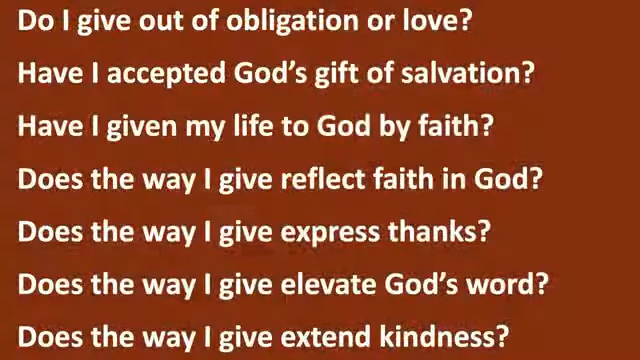 Do I give out of obligation or love?
Have I accepted God’s gift of salvation?
Have I given my life to God by faith?
Does the way I give reflect faith in God?
Does the way I give express thanks?
Does the way I give elevate God’s word?
Does the way I give extend kindness?